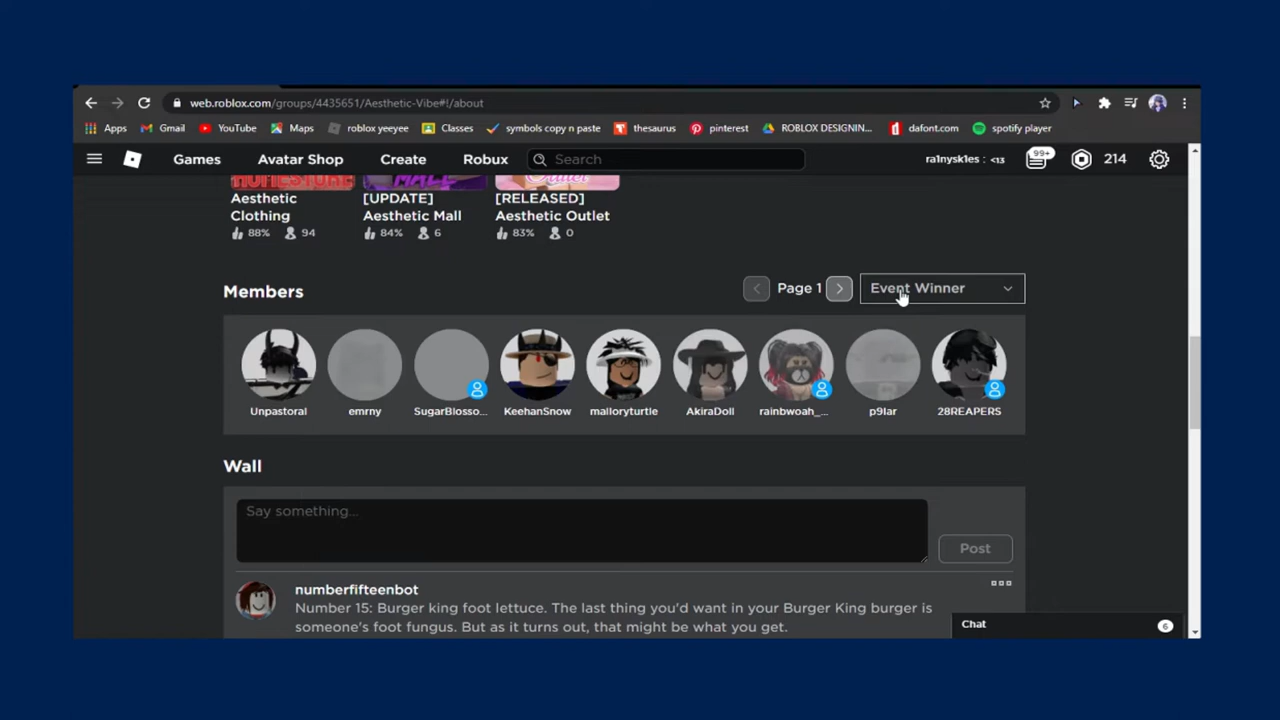 web.roblox.com/groups/4435651/Aesthetic-Vibe#!/about
Apps Gmail YouTube Maps roblox yeeyee Classes symbols copy n paste thesaurus pinterest ROBLOX DESIGNIN... dafont.com spotify player
Games Avatar Shop Create Robux Search ra1nysk1es : <13 99+ 214
HOMESTORE MALL Outlet
Aesthetic Clothing
88% 94
[UPDATE] Aesthetic Mall
84% 6
[RELEASED] Aesthetic Outlet
83% 0
Members Page 1 Event Winner
Unpastoral emrny SugarBlosso... KeehanSnow malloryturtle AkiraDoll rainbwoah_... p9lar 28REAPERS
Wall
Say something...
Post
numberfifteenbot
Number 15: Burger king foot lettuce. The last thing you'd want in your Burger King burger is
someone's foot fungus. But as it turns out, that might be what you get.
Chat 6